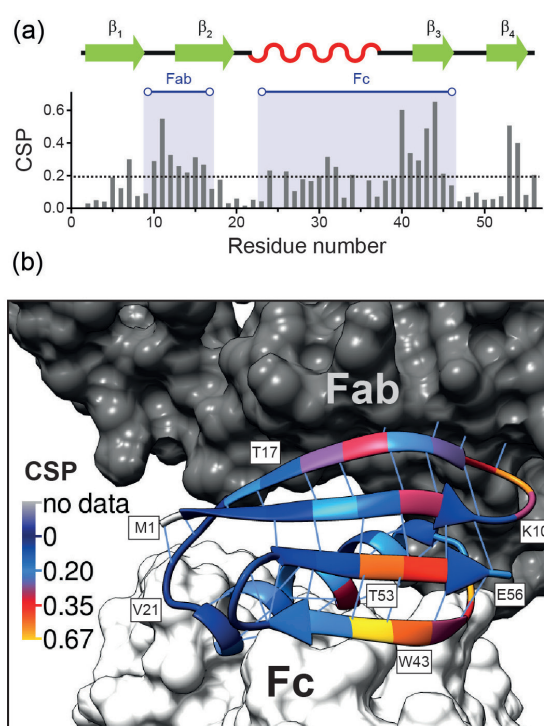 (a)
β1 β2 β3 β4
Fab Fc
CSP
0.6
0.4
0.2
0.0
0 10 20 30 40 50
Residue number
(b)
Fab
T17
CSP
no data
0
0.20
0.35
0.67
M1
K10
V21
T53
E56
W43
Fc